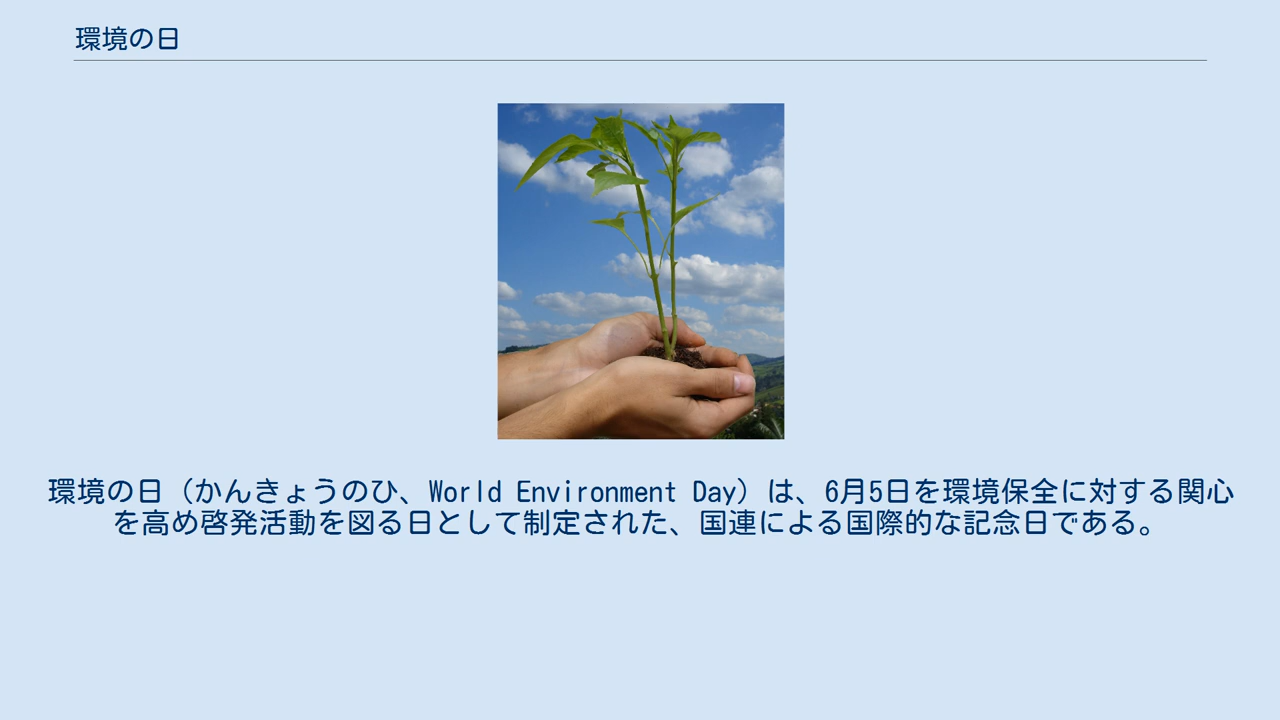 環境の日
環境の日（かんきょうのひ、World Environment Day）は、6月5日を環境保全に対する関心
を高め啓発活動を図る日として制定された、国連による国際的な記念日である。